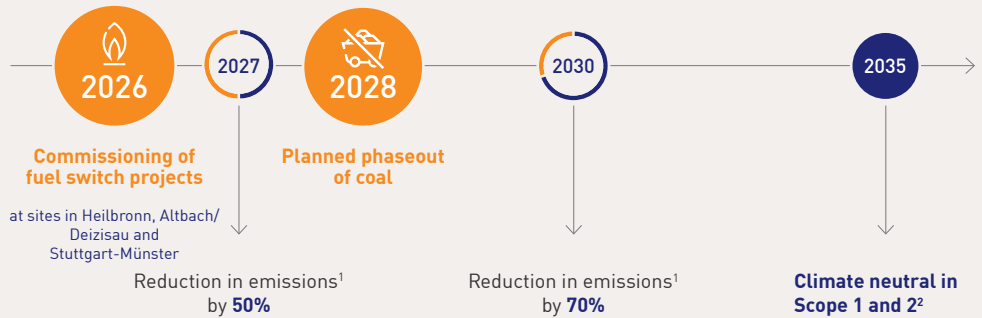 2026
2027
2028
2030
2035
Commissioning of
fuel switch projects
at sites in Heilbronn, Altbach/
Deizisau and
Stuttgart-Münster
Planned phaseout
of coal
Reduction in emissions¹
by 50%
Reduction in emissions¹
by 70%
Climate neutral in
Scope 1 and 2²